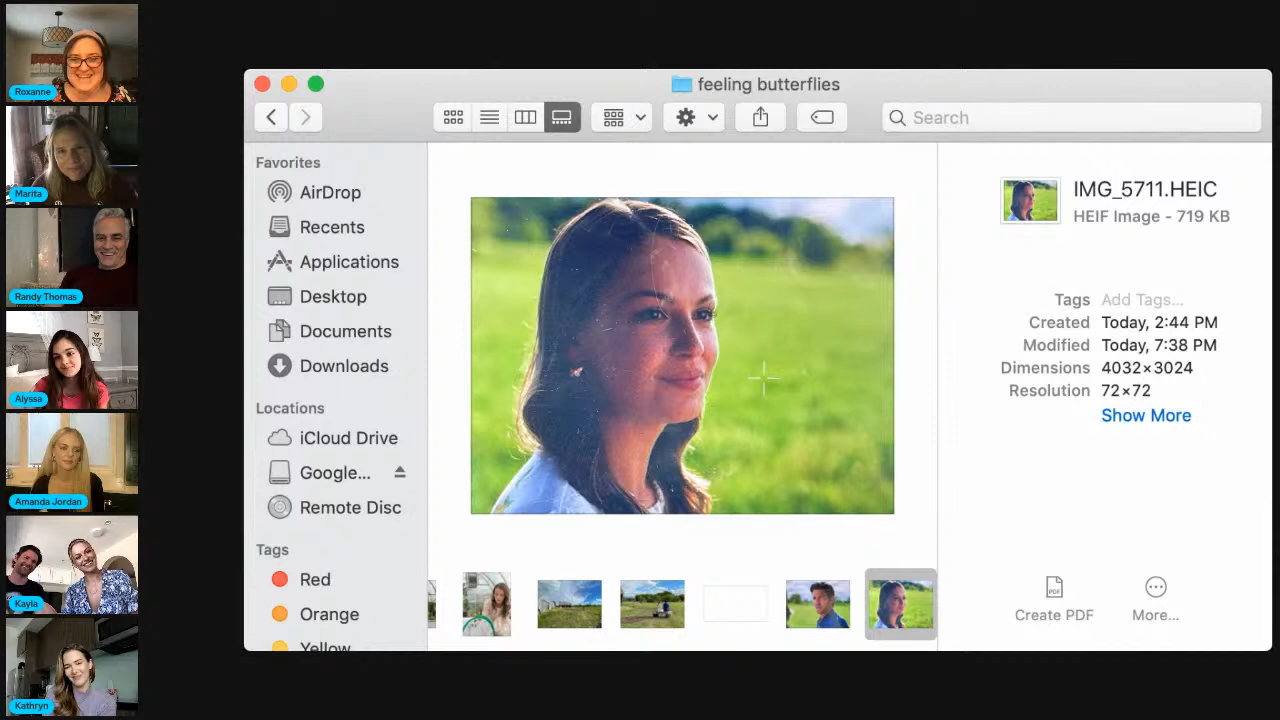 Roxanne
Marita
Randy Thomas
Alyssa
Amanda Jordan
Kayla
Kathryn
feeling butterflies
Search
Favorites
AirDrop
Recents
Applications
Desktop
Documents
Downloads
Locations
iCloud Drive
Google...
Remote Disc
Tags
Red
Orange
Yellow
IMG_5711.HEIC
HEIF Image - 719 KB
Tags Add Tags...
Created Today, 2:44 PM
Modified Today, 7:38 PM
Dimensions 4032×3024
Resolution 72×72
Show More
PDF
Create PDF
More...